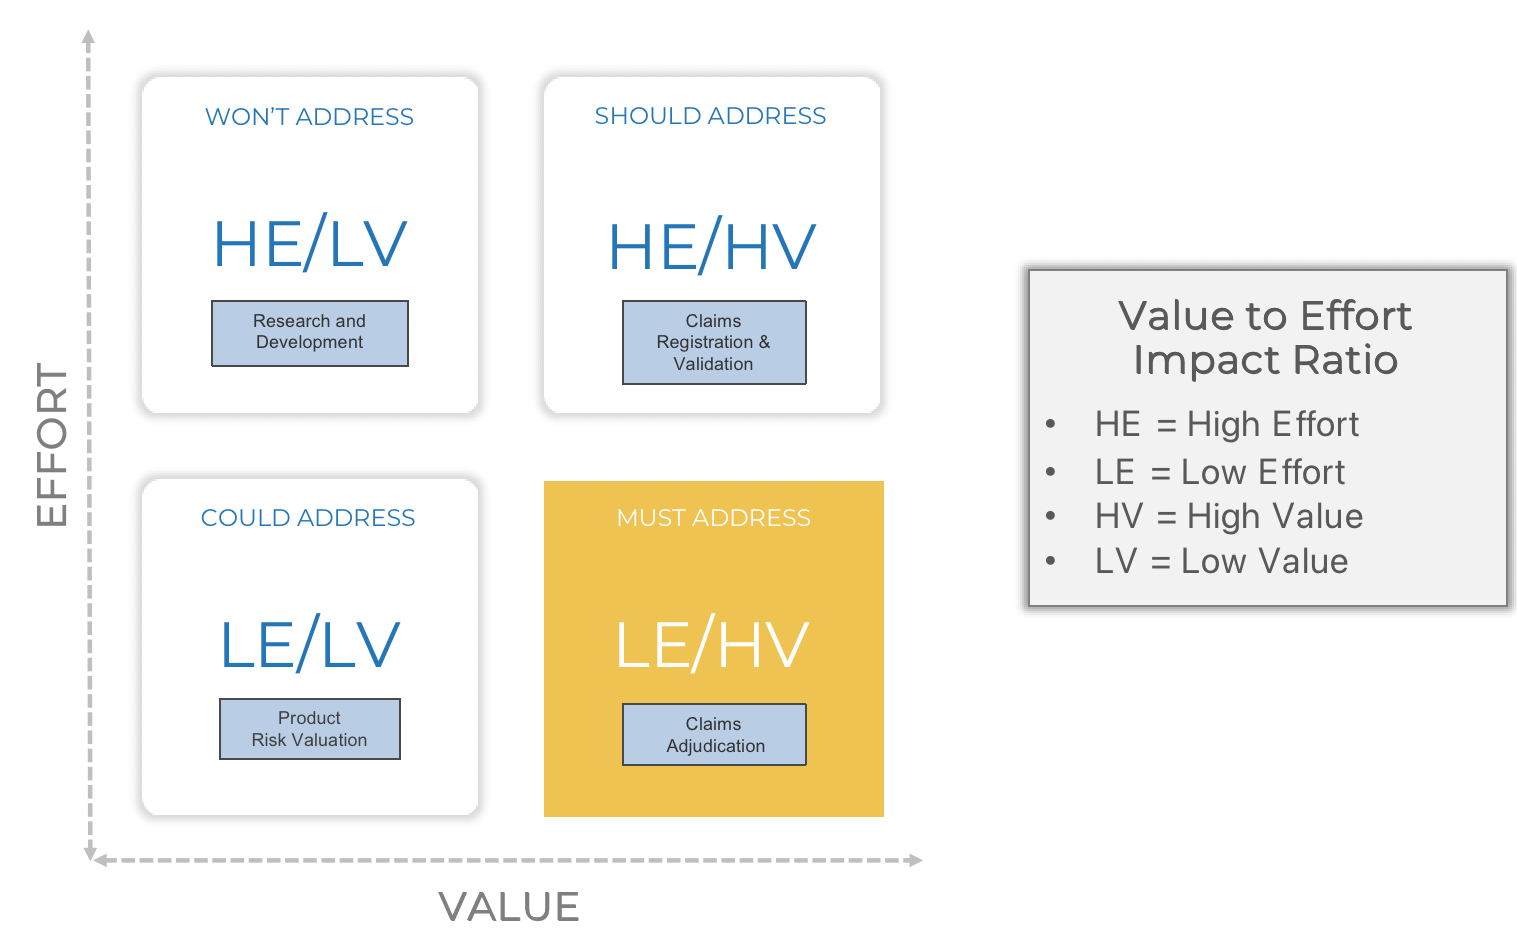 WON'T ADDRESS
HE/LV
Research and
Development
SHOULD ADDRESS
HE/HV
Claims
Registration &
Validation
EFFORT
COULD ADDRESS
LE/LV
Product
Risk Valuation
MUST ADDRESS
LE/HV
Claims
Adjudication
VALUE
Value to Effort
Impact Ratio
• HE = High Effort
• LE = Low Effort
• HV = High Value
• LV = Low Value